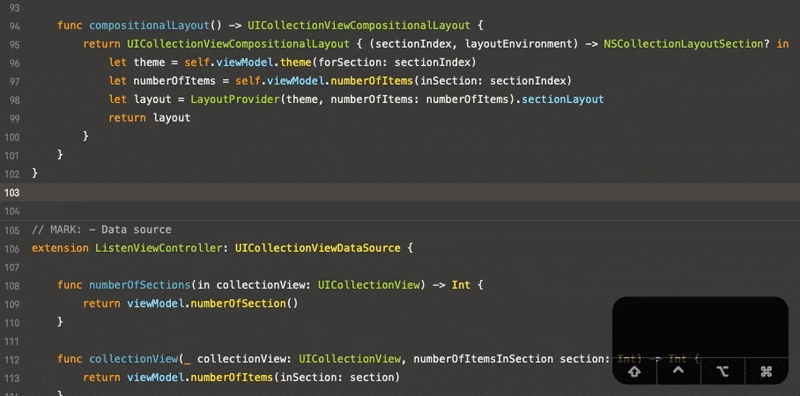 93
94 func compositionalLayout() -> UICollectionViewCompositionalLayout {
95 return UICollectionViewCompositionalLayout { (sectionIndex, layoutEnvironment) -> NSCollectionLayoutSection? in
96 let theme = self.viewModel.theme(forSection: sectionIndex)
97 let numberOfItems = self.viewModel.numberOfItems(inSection: sectionIndex)
98 let layout = LayoutProvider(theme, numberOfItems: numberOfItems).sectionLayout
99 return layout
100 }
101 }
102 }
103
104
105 // MARK: - Data source
106 extension ListenViewController: UICollectionViewDataSource {
107
108 func numberOfSections(in collectionView: UICollectionView) -> Int {
109 return viewModel.numberOfSection()
110 }
111
112 func collectionView(_ collectionView: UICollectionView, numberOfItemsInSection section: Int) -> Int {
113 return viewModel.numberOfItems(inSection: section)
114 }